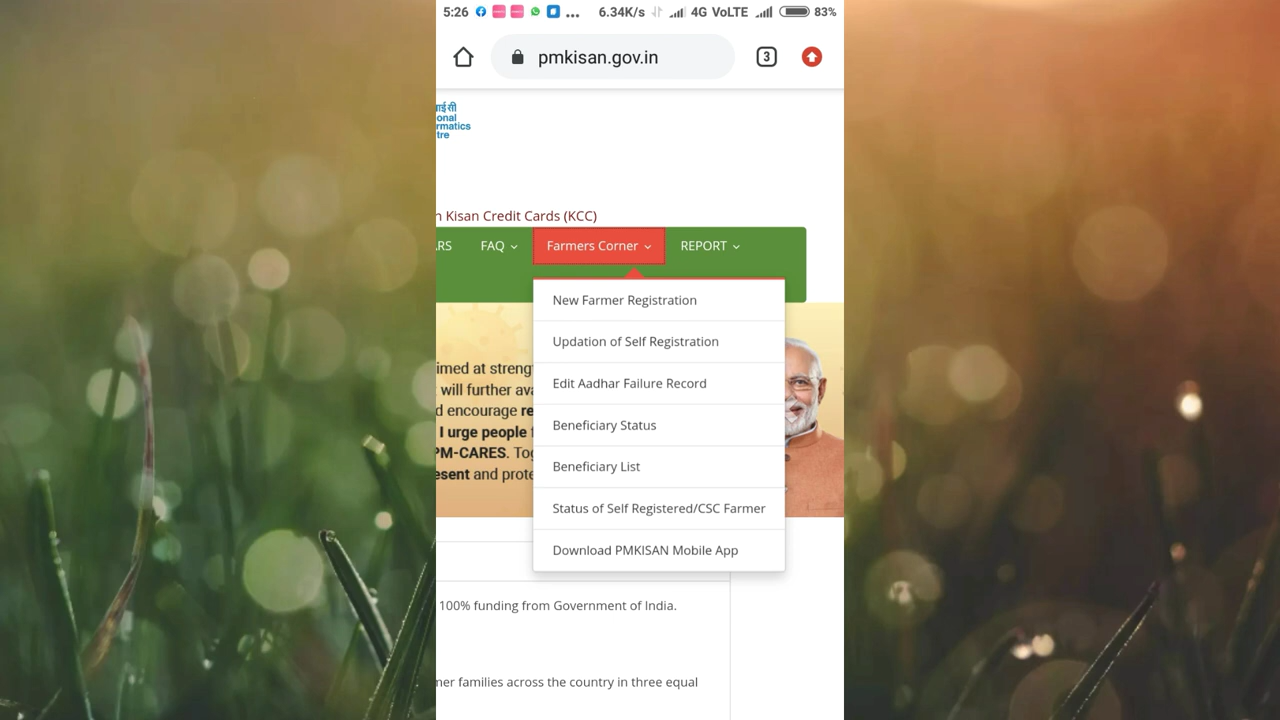 5:26 ... 6.34K/s 4G VoLTE 83%
pmkisan.gov.in 3
आईसी
onal
rmatics
tre
n Kisan Credit Cards (KCC)
ARS FAQ Farmers Corner REPORT
New Farmer Registration
Updation of Self Registration
Edit Aadhar Failure Record
Beneficiary Status
Beneficiary List
Status of Self Registered/CSC Farmer
Download PMKISAN Mobile App
imed at streng
will further ava
d encourage re
I urge people f
PM-CARES. Tog
esent and prote
100% funding from Government of India.
ner families across the country in three equal